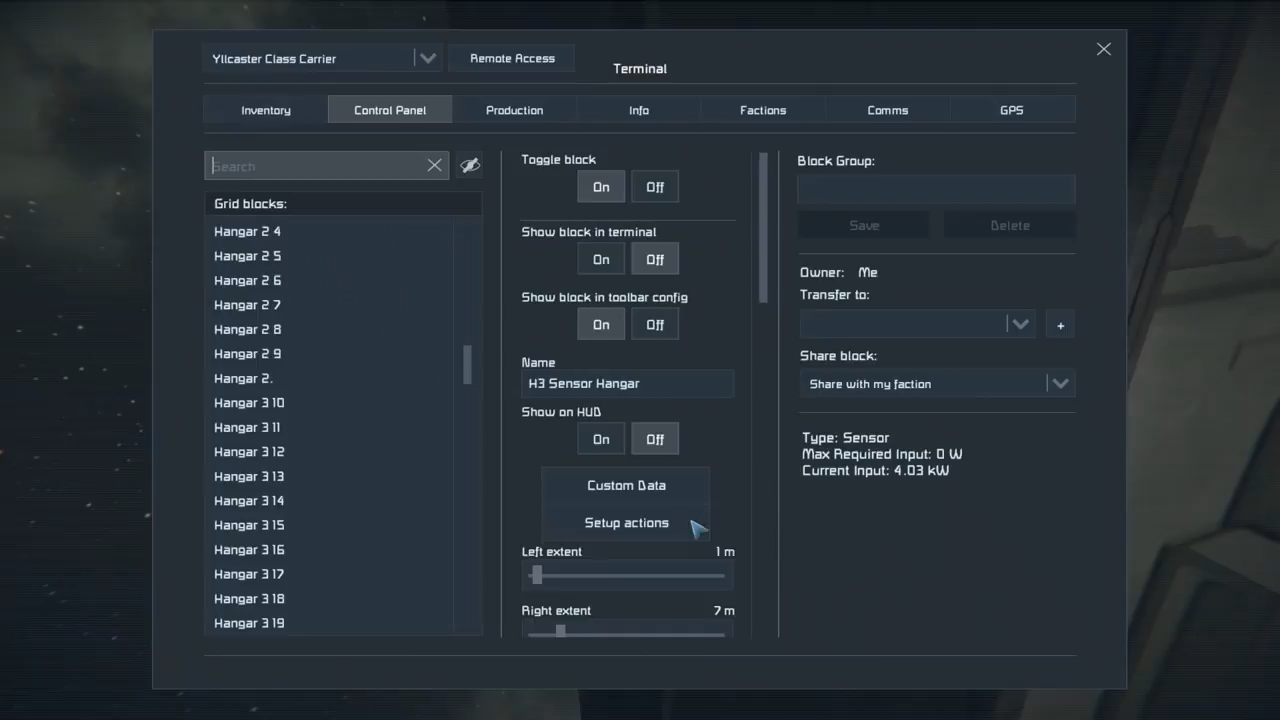 Yllcaster Class Carrier
Remote Access
Terminal
Inventory
Control Panel
Production
Info
Factions
Comms
GPS
Search
Grid blocks:
Hangar 2 4
Hangar 2 5
Hangar 2 6
Hangar 2 7
Hangar 2 8
Hangar 2 9
Hangar 2.
Hangar 3 10
Hangar 3 11
Hangar 3 12
Hangar 3 13
Hangar 3 14
Hangar 3 15
Hangar 3 16
Hangar 3 17
Hangar 3 18
Hangar 3 19
Toggle block
On Off
Show block in terminal
On Off
Show block in toolbar config
On Off
Name
H3 Sensor Hangar
Show on HUD
On Off
Custom Data
Setup actions
Left extent 1 m
Right extent 7 m
Block Group:
Save Delete
Owner: Me
Transfer to:
+
Share block:
Share with my faction
Type: Sensor
Max Required Input: 0 W
Current Input: 4.03 kW